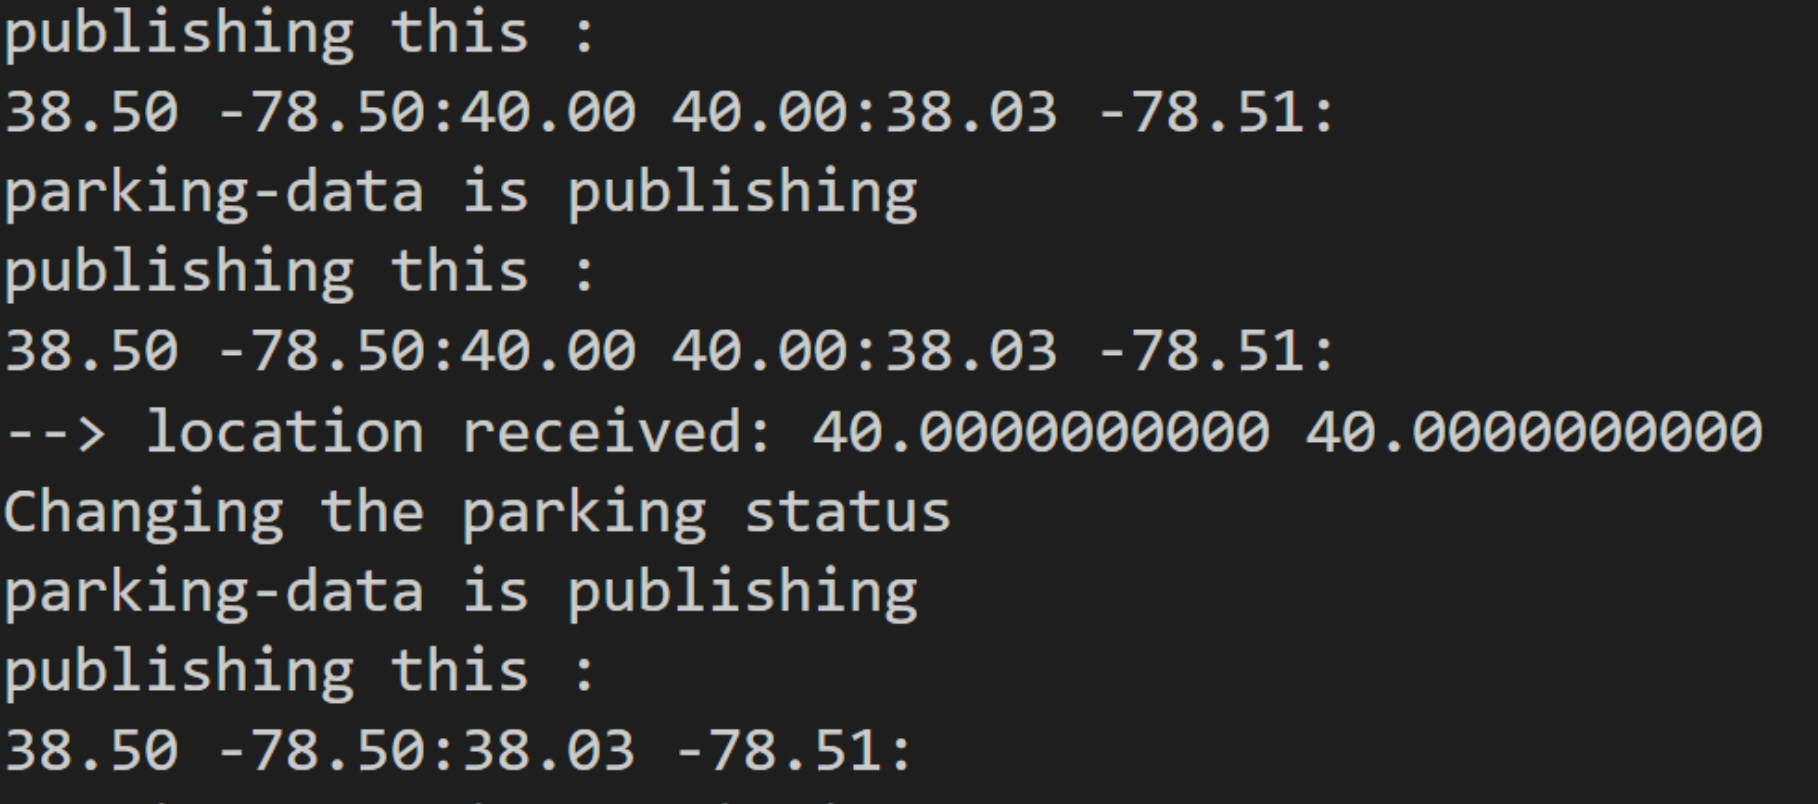 publishing this :
38.50 -78.50:40.00 40.00:38.03 -78.51:
parking-data is publishing
publishing this :
38.50 -78.50:40.00 40.00:38.03 -78.51:
--> location received: 40.0000000000 40.0000000000
Changing the parking status
parking-data is publishing
publishing this :
38.50 -78.50:38.03 -78.51: